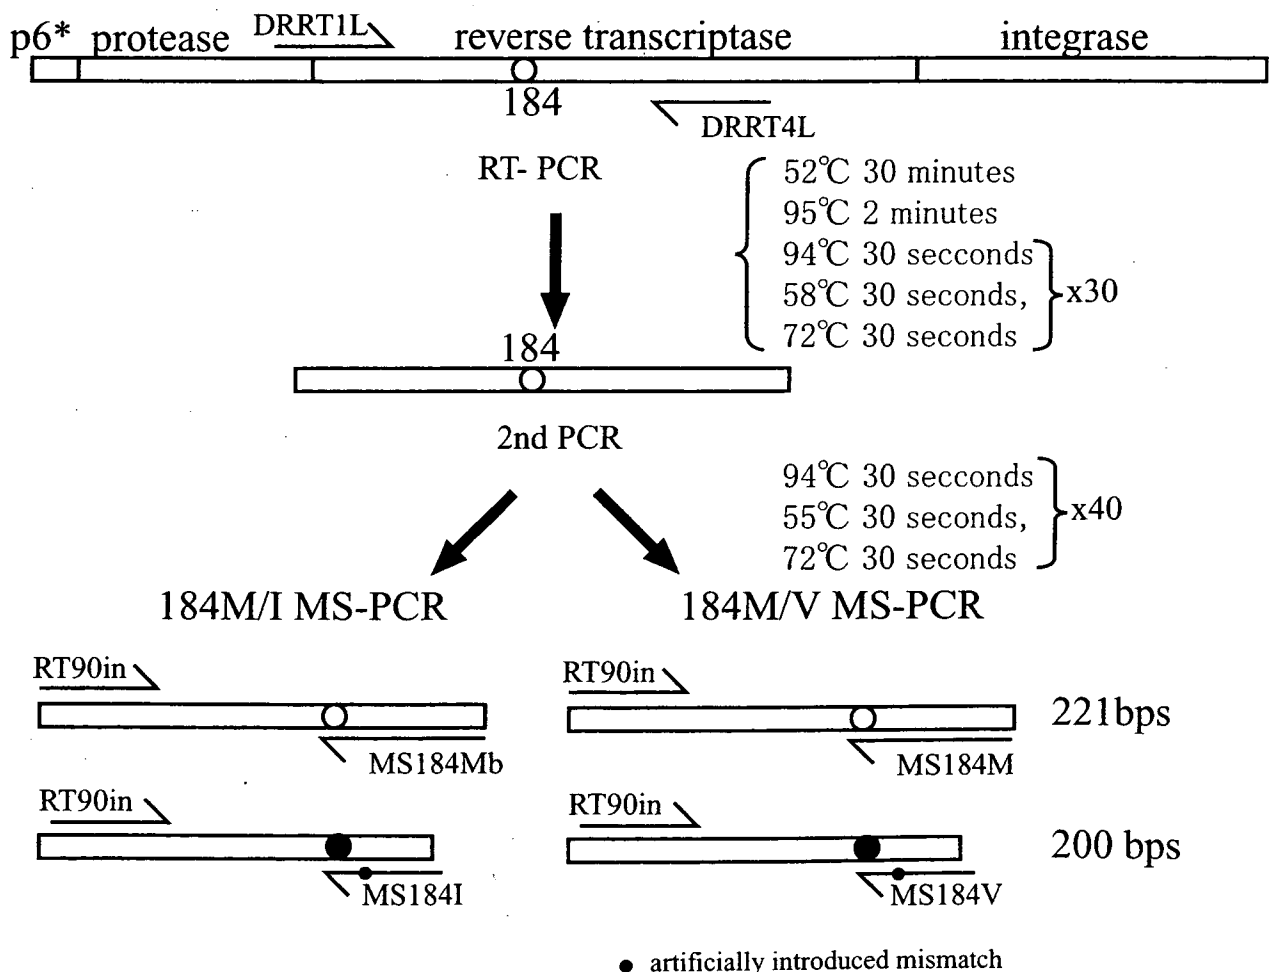 p6* protease DRRT1L reverse transcriptase integrase
184
DRRT4L
RT- PCR
52℃ 30 minutes
95℃ 2 minutes
94℃ 30 secconds
58℃ 30 seconds,
72℃ 30 seconds
x30
184
2nd PCR
94℃ 30 secconds
55℃ 30 seconds,
72℃ 30 seconds
x40
184M/I MS-PCR
184M/V MS-PCR
RT90in
RT90in
221bps
MS184Mb
MS184M
RT90in
RT90in
200 bps
MS184I
MS184V
● artificially introduced mismatch